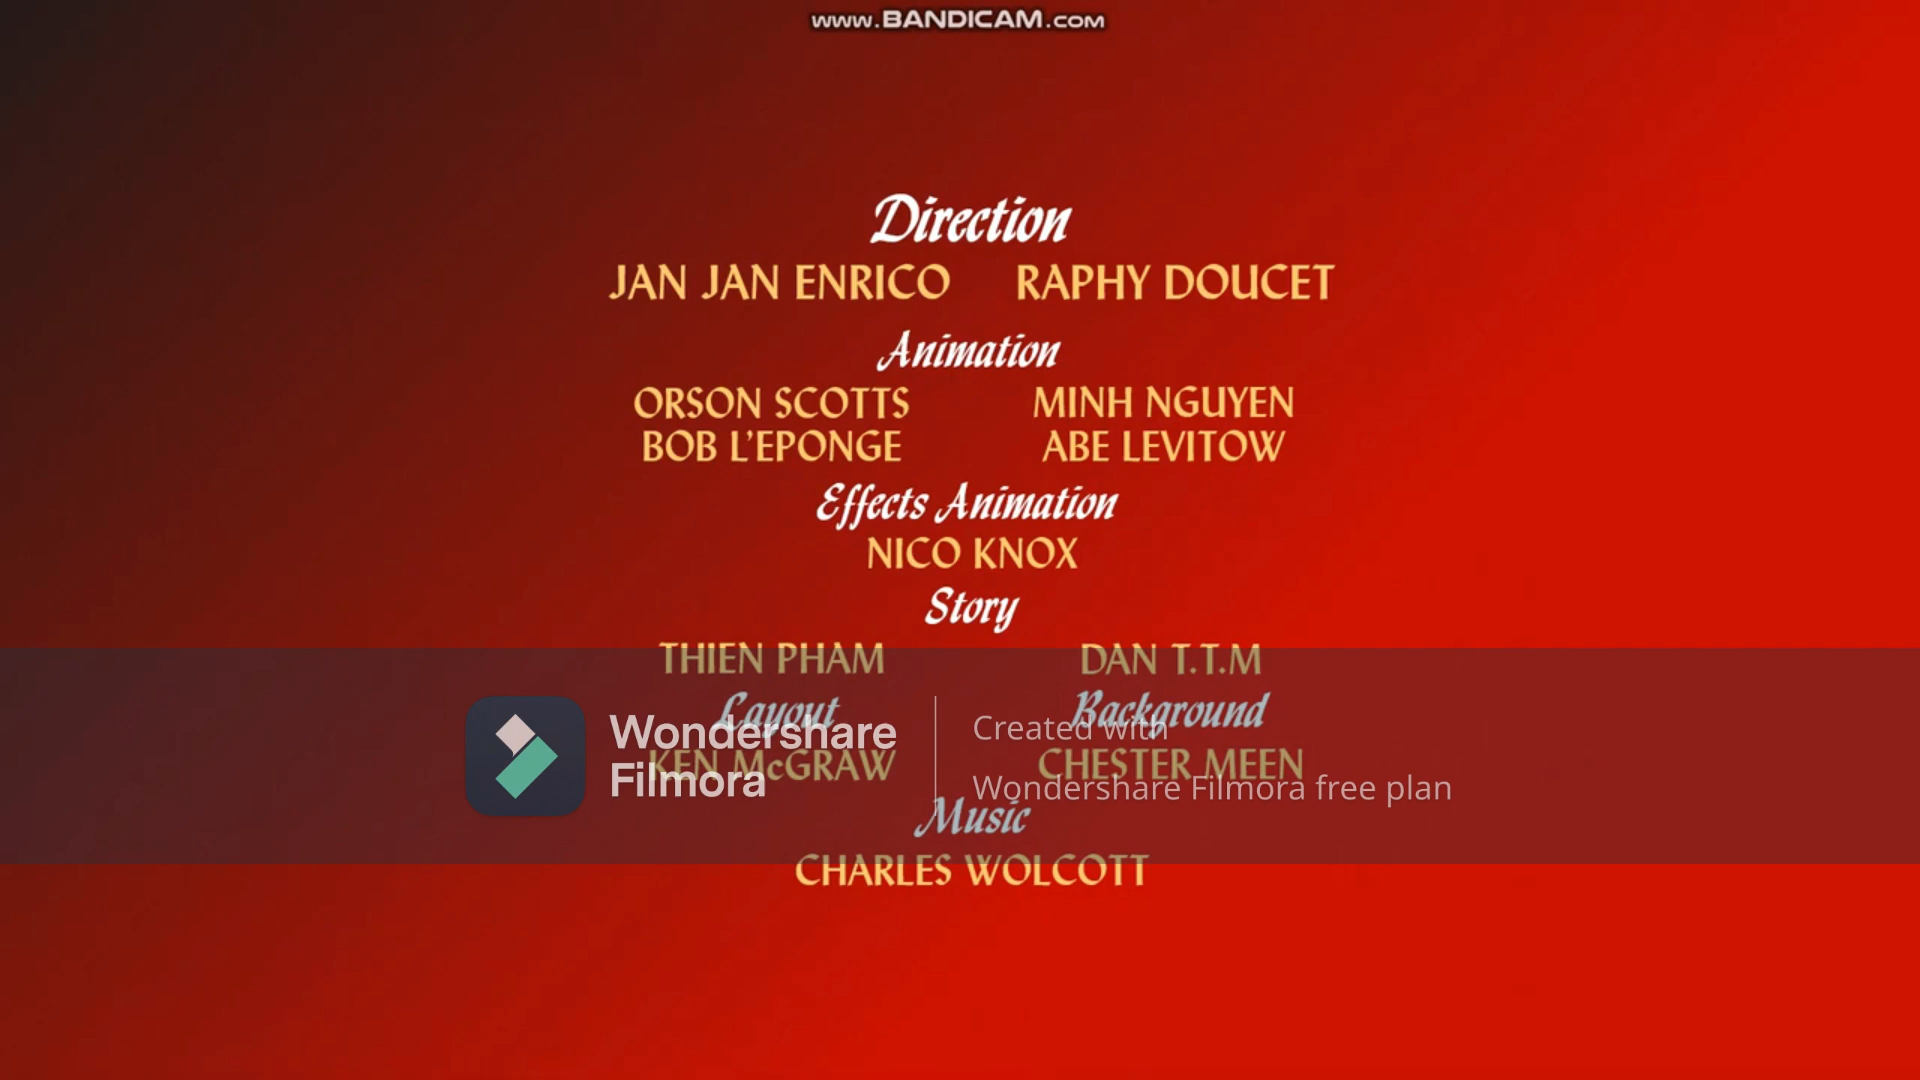 www.BANDICAM.com
Direction
JAN JAN ENRICO RAPHY DOUCET
Animation
ORSON SCOTTS MINH NGUYEN
BOB L'EPONGE ABE LEVITOW
Effects Animation
NICO KNOX
Story
THIEN PHAM DAN T.T.M
Layout Background
Wondershare
Filmora
Created with
Wondershare Filmora free plan
KEN McGRAW CHESTER MEEN
Music
CHARLES WOLCOTT